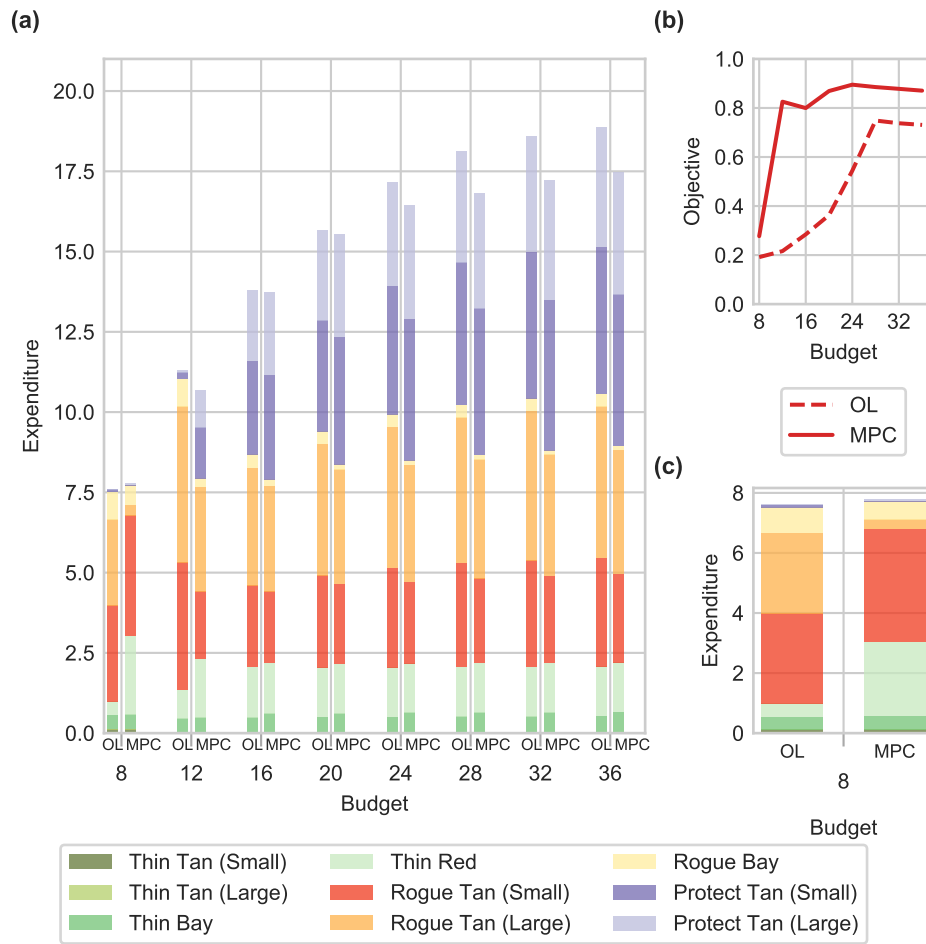 (a)
20.0
17.5
15.0
12.5
10.0
7.5
5.0
2.5
0.0
Expenditure
OL MPC OL MPC OL MPC OL MPC OL MPC OL MPC OL MPC OL MPC
8 12 16 20 24 28 32 36
Budget
(b)
1.0
0.8
0.6
0.4
0.2
0.0
Objective
8 16 24 32
Budget
OL
MPC
(c)
8
6
4
2
0
Expenditure
OL MPC
8
Budget
Thin Tan (Small) Thin Red Rogue Bay
Thin Tan (Large) Rogue Tan (Small) Protect Tan (Small)
Thin Bay Rogue Tan (Large) Protect Tan (Large)